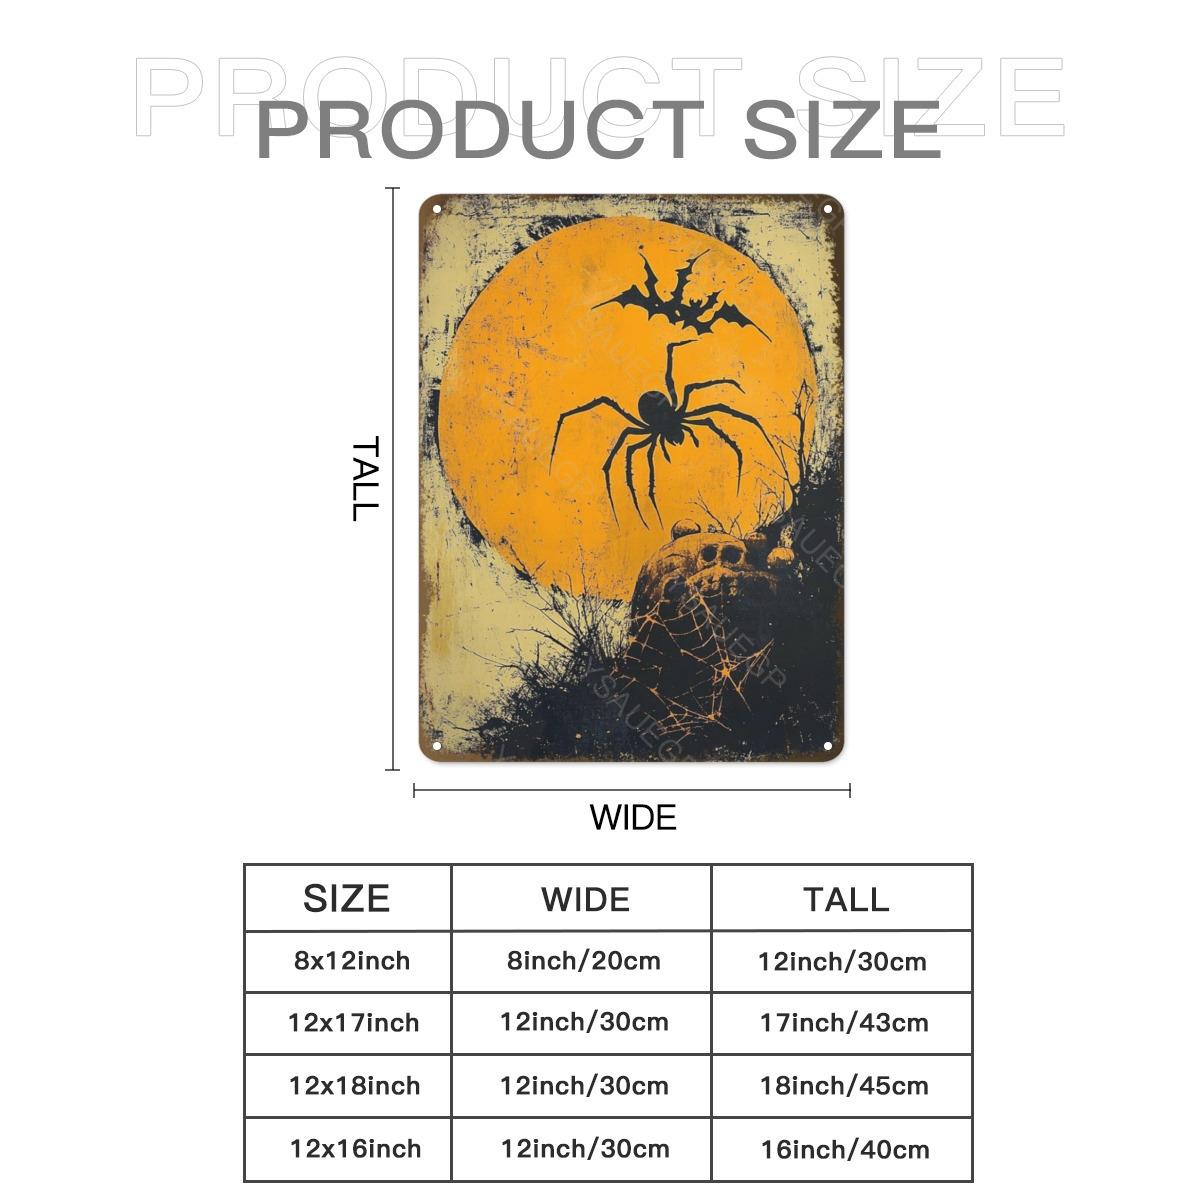 PRODUCT SIZE
PRODUCT SIZE
TALL
WIDE
SIZE WIDE TALL
8x12inch 8inch/20cm 12inch/30cm
12x17inch 12inch/30cm 17inch/43cm
12x18inch 12inch/30cm 18inch/45cm
12x16inch 12inch/30cm 16inch/40cm